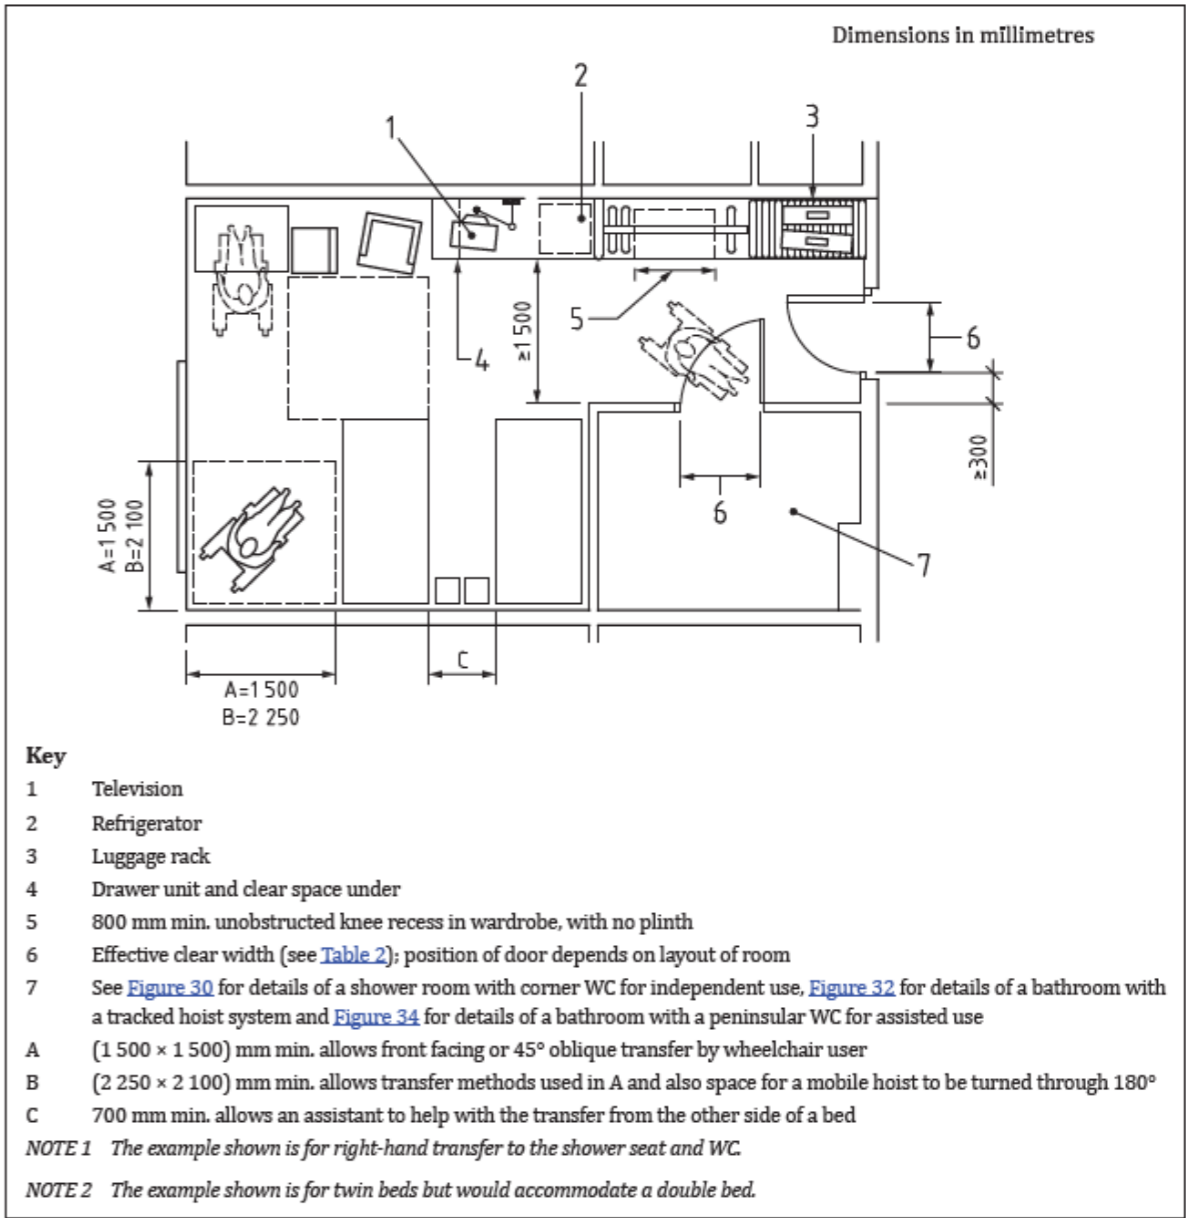 Dimensions in millimetres
2
1
3
5
4
≥1 500
6
≥300
6
7
A=1 500
B=2 100
C
A=1 500
B=2 250
Key
1 Television
2 Refrigerator
3 Luggage rack
4 Drawer unit and clear space under
5 800 mm min. unobstructed knee recess in wardrobe, with no plinth
6 Effective clear width (see Table 2); position of door depends on layout of room
7 See Figure 30 for details of a shower room with corner WC for independent use, Figure 32 for details of a bathroom with
a tracked hoist system and Figure 34 for details of a bathroom with a peninsular WC for assisted use
A (1 500 × 1 500) mm min. allows front facing or 45° oblique transfer by wheelchair user
B (2 250 × 2 100) mm min. allows transfer methods used in A and also space for a mobile hoist to be turned through 180°
C 700 mm min. allows an assistant to help with the transfer from the other side of a bed
NOTE 1 The example shown is for right-hand transfer to the shower seat and WC.
NOTE 2 The example shown is for twin beds but would accommodate a double bed.